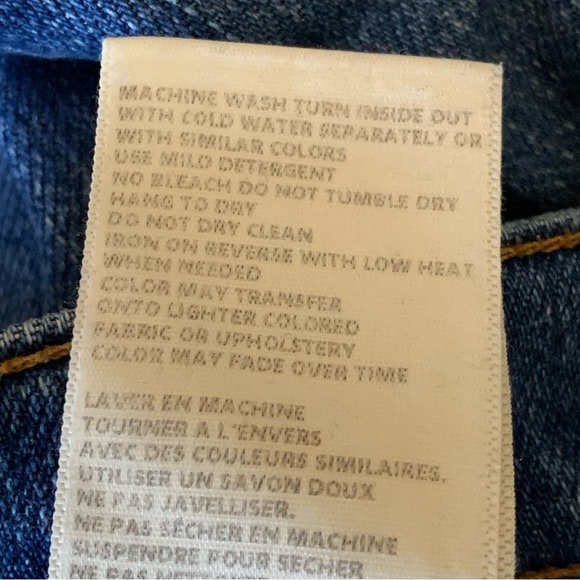 MACHINE WASH TURN INSIDE OUT
WITH COLD WATER SEPARATELY OR
WITH SIMILAR COLORS
USE MILD DETERGENT
NO BLEACH DO NOT TUMBLE DRY
HANG TO DRY
DO NOT DRY CLEAN
IRON ON REVERSE WITH LOW HEAT
WHEN NEEDED
COLOR MAY TRANSFER
ONTO LIGHTER COLORED
FABRIC OR UPHOLSTERY
COLOR MAY FADE OVER TIME
LAVER EN MACHINE
TOURNER A L'ENVERS
AVEC DES COULEURS SIMILAIRES.
UTILISER UN SAVON DOUX
NE PAS JAVELLISER.
NE PAS SÉCHER EN MACHINE
SUSPENDRE POUR SÉCHER
NE PAS